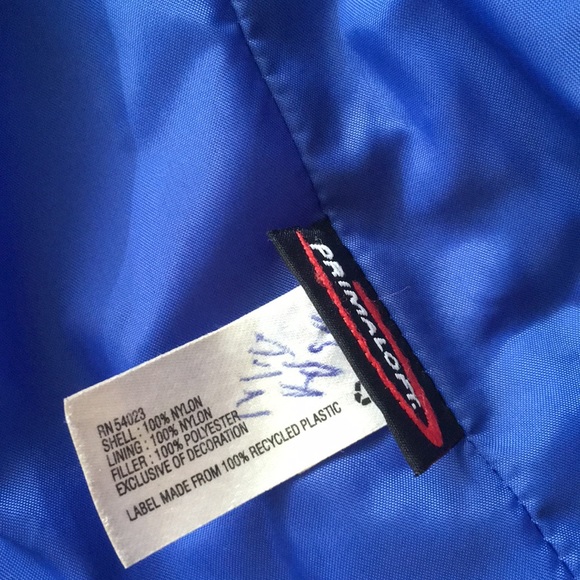 PRIMALOFT
RN 54023
SHELL : 100% NYLON
LINING : 100% NYLON
FILLER : 100% POLYESTER
EXCLUSIVE OF DECORATION
LABEL MADE FROM 100% RECYCLED PLASTIC